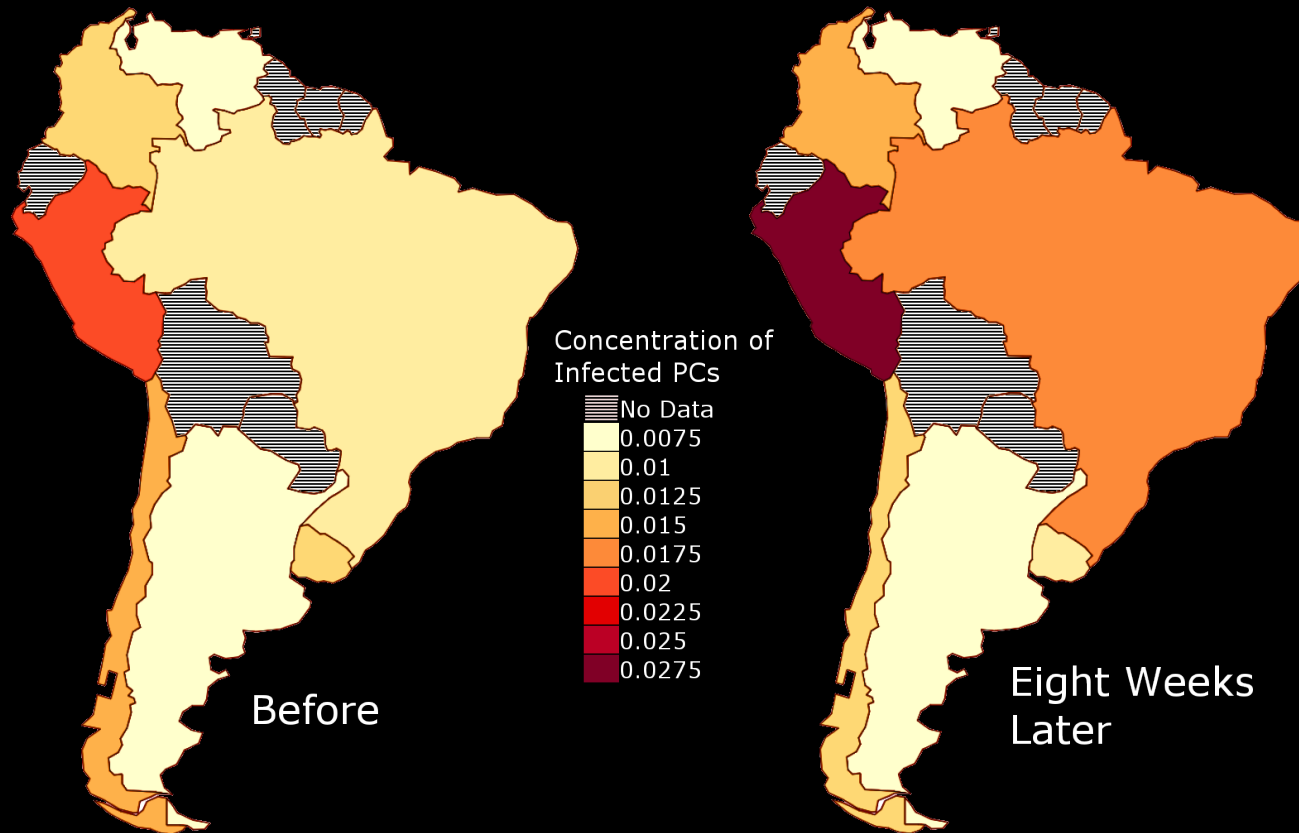 Concentration of
Infected PCs
No Data
0.0075
0.01
0.0125
0.015
0.0175
0.02
0.0225
0.025
0.0275
Before
Eight Weeks
Later